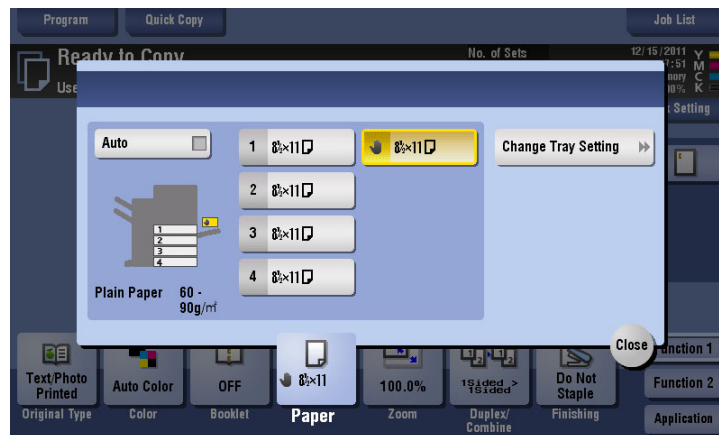 Program
Quick Copy
Job List
Ready to Copy
No. of Sets
12/15/2011
Y
7:51
M
C
00%
K
Use
Setting
Auto
1 8½×11
8½×11
Change Tray Setting
2 8½×11
3 8½×11
4 8½×11
1
2
3
4
Plain Paper 60 -
90g/㎡
Close
Function 1
Text/Photo
Printed
Auto Color
OFF
8½×11
100.0%
1Sided >
1Sided
Do Not
Staple
Function 2
Original Type
Color
Booklet
Paper
Zoom
Duplex/
Combine
Finishing
Application